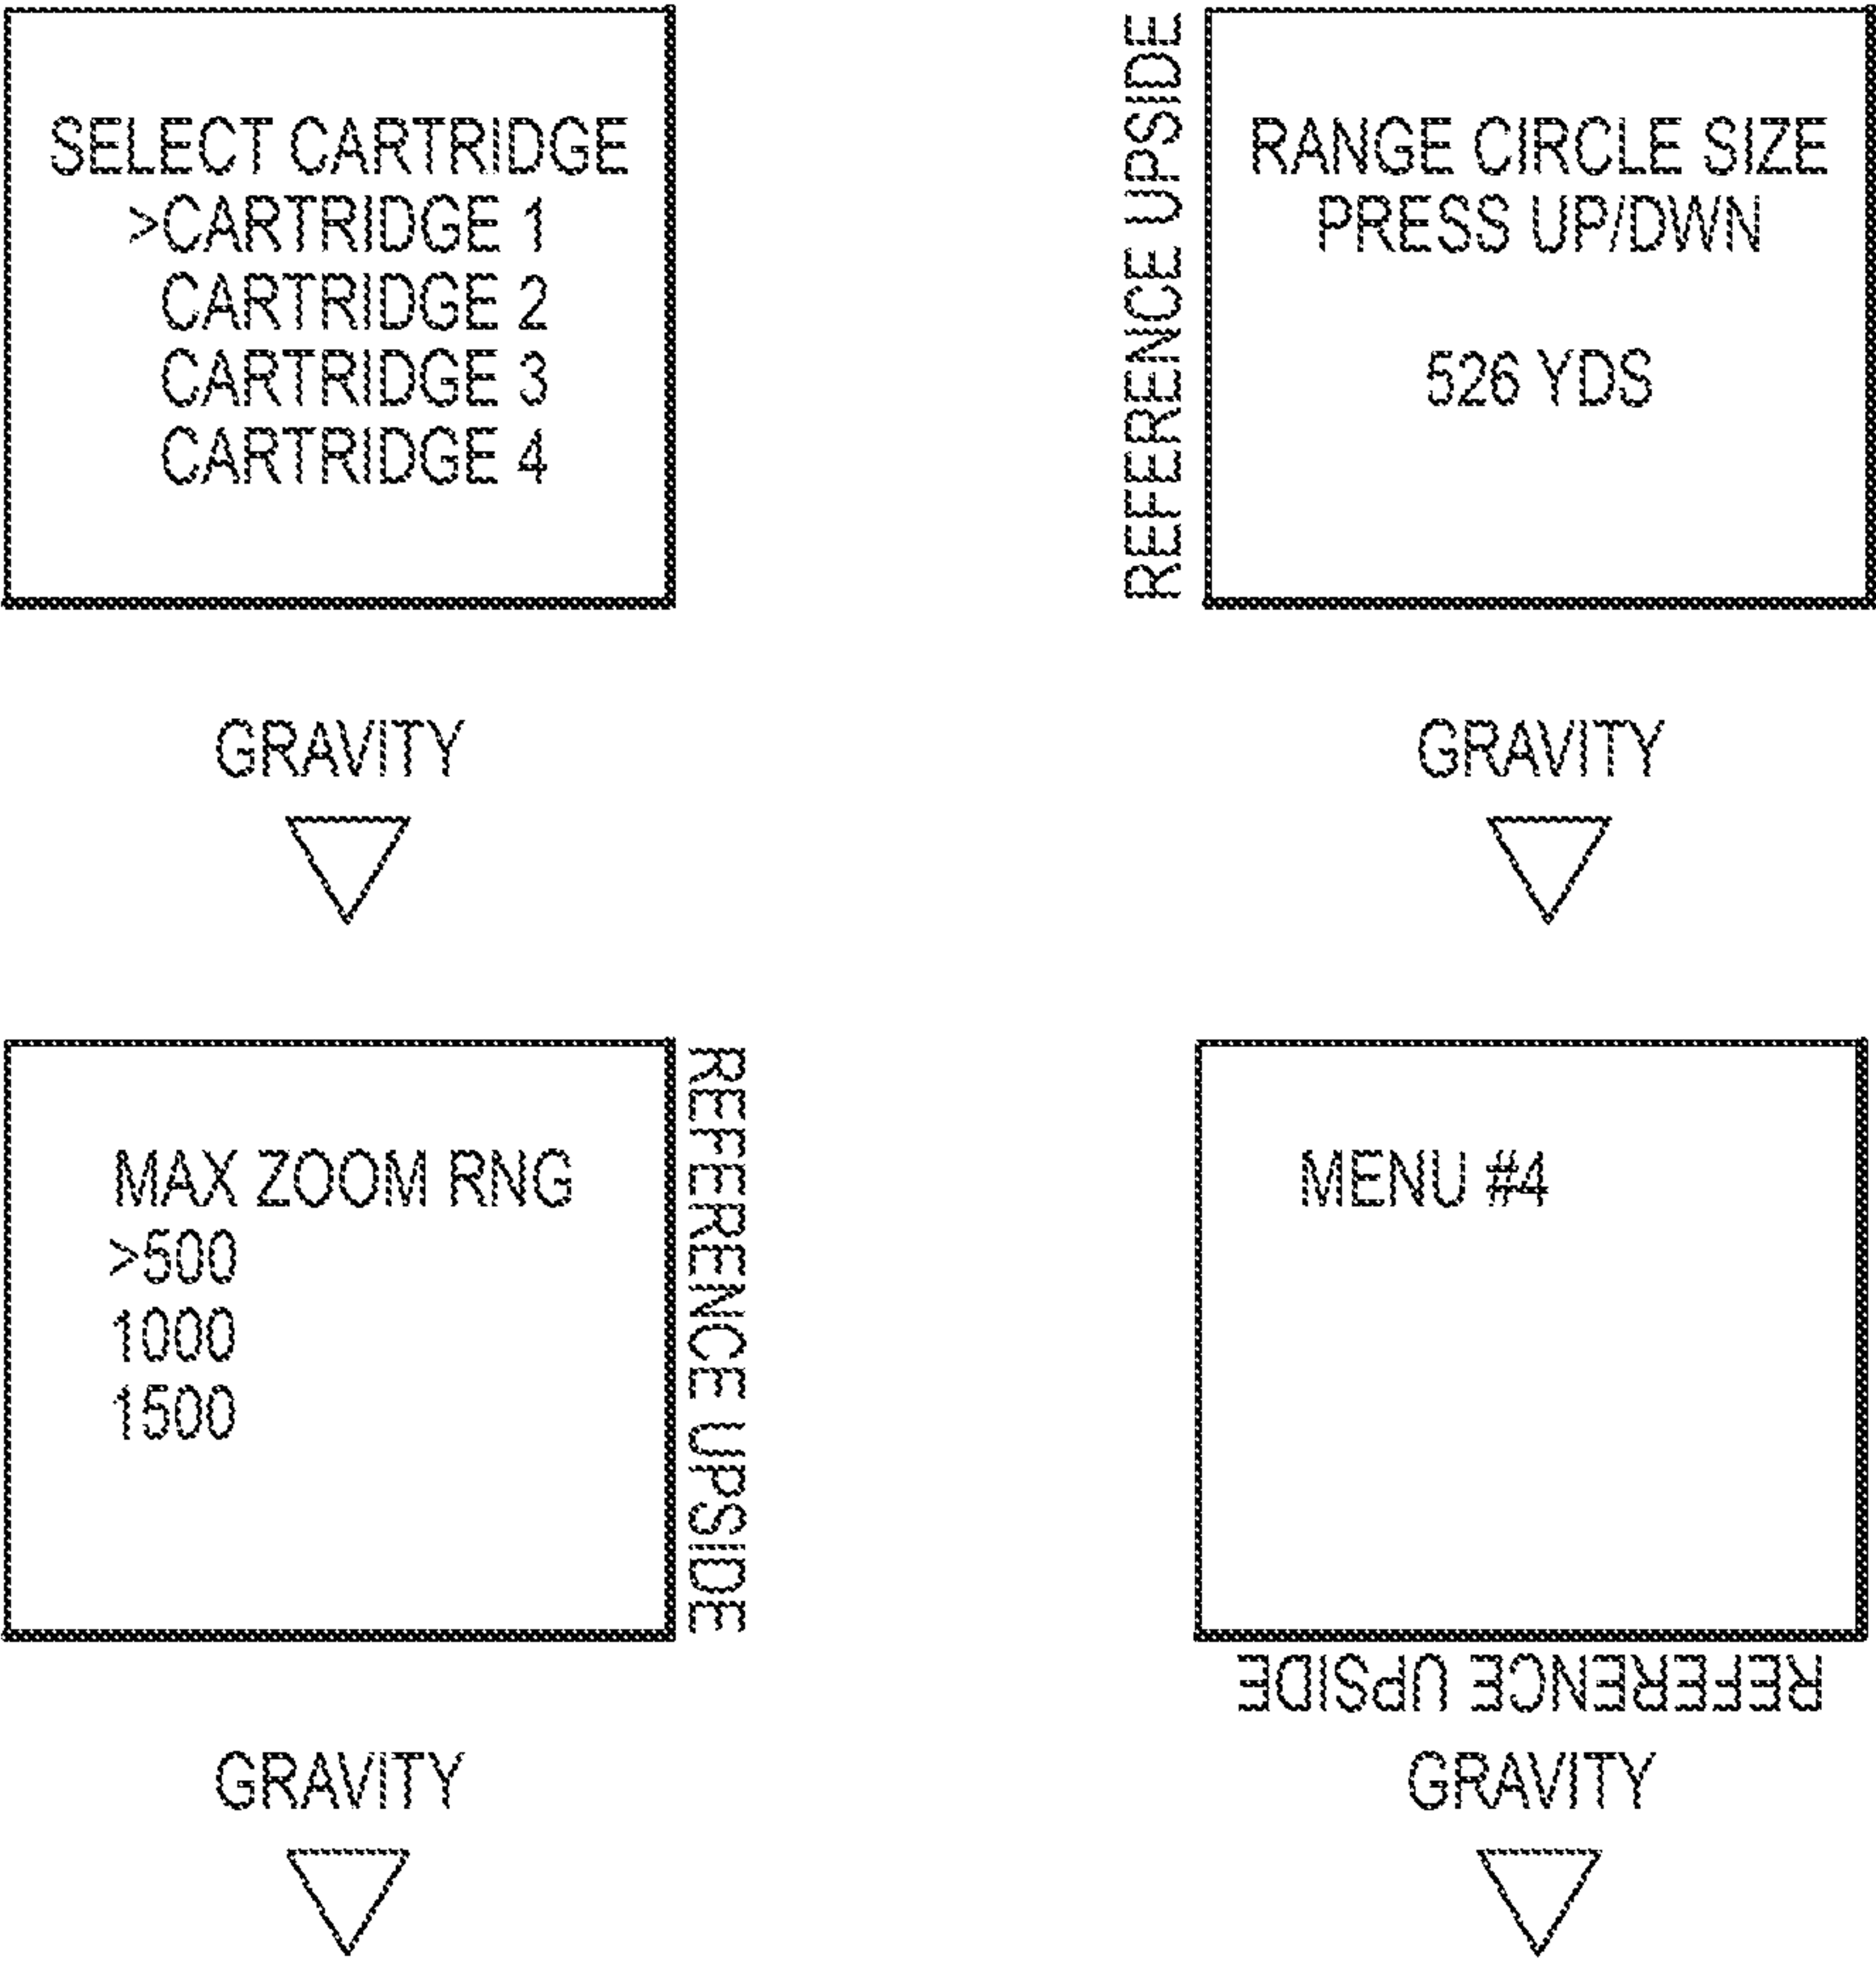 SELECT CARTRIDGE
>CARTRIDGE 1
CARTRIDGE 2
CARTRIDGE 3
CARTRIDGE 4
GRAVITY
REFERENCE UPSIDE
RANGE CIRCLE SIZE
PRESS UP/DWN
526 YDS
GRAVITY
MAX ZOOM RNG
>500
1000
1500
REFERENCE UPSIDE
GRAVITY
MENU #4
REFERENCE UPSIDE
GRAVITY